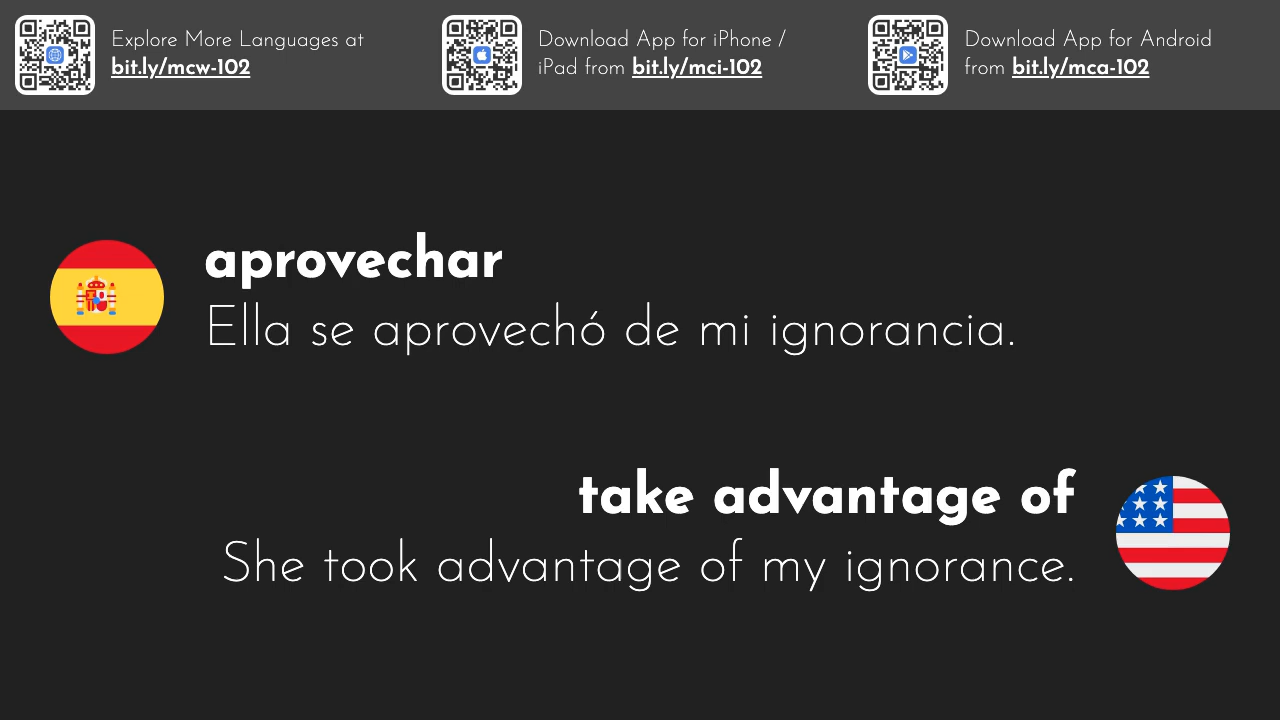 Explore More Languages at
bit.ly/mcw-102
Download App for iPhone /
iPad from bit.ly/mci-102
Download App for Android
from bit.ly/mca-102
aprovechar
Ella se aprovechó de mi ignorancia.
take advantage of
She took advantage of my ignorance.